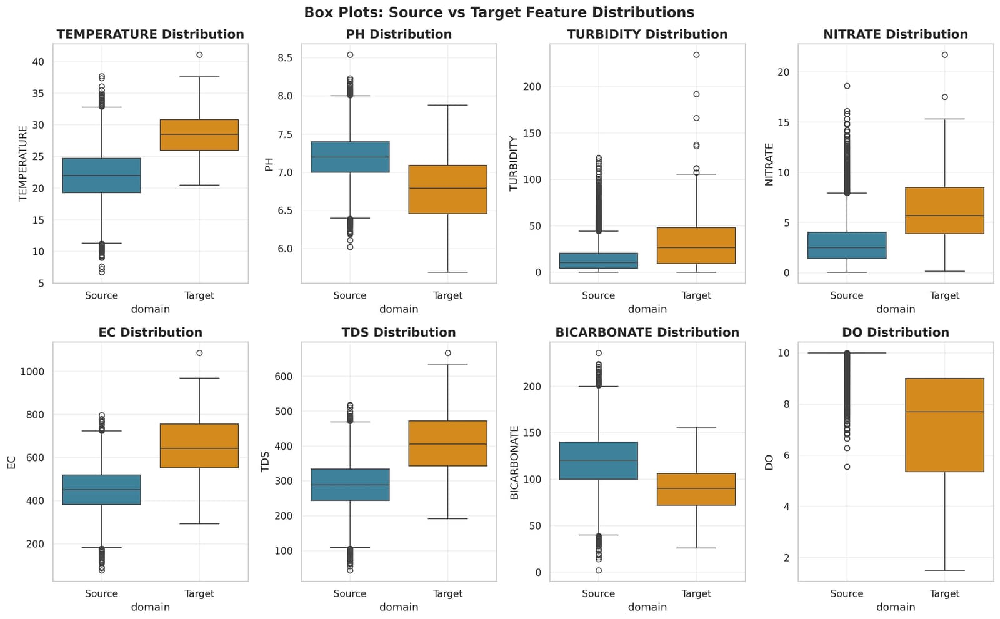 Box Plots: Source vs Target Feature Distributions
TEMPERATURE Distribution
TEMPERATURE
40
35
30
25
20
15
10
5
Source
Target
domain
PH Distribution
PH
8.5
8.0
7.5
7.0
6.5
6.0
Source
Target
domain
TURBIDITY Distribution
TURBIDITY
200
150
100
50
0
Source
Target
domain
NITRATE Distribution
NITRATE
20
15
10
5
0
Source
Target
domain
EC Distribution
EC
1000
800
600
400
200
Source
Target
domain
TDS Distribution
TDS
600
500
400
300
200
100
Source
Target
domain
BICARBONATE Distribution
BICARBONATE
200
150
100
50
0
Source
Target
domain
DO Distribution
DO
10
8
6
4
2
Source
Target
domain